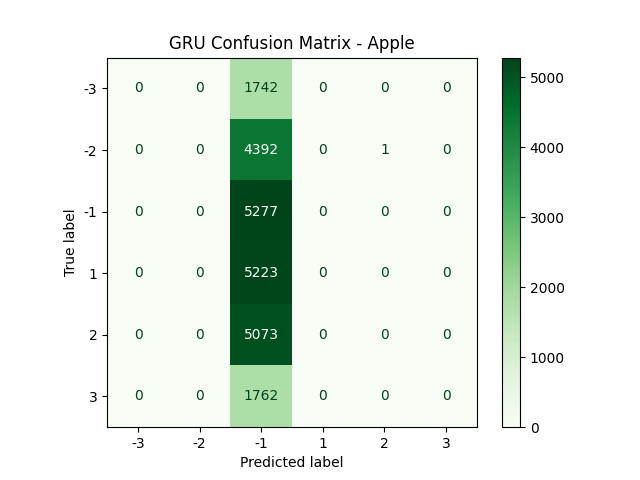 GRU Confusion Matrix - Apple
-3 0 0 1742 0 0 0
-2 0 0 4392 0 1 0
-1 0 0 5277 0 0 0
1 0 0 5223 0 0 0
2 0 0 5073 0 0 0
3 0 0 1762 0 0 0
-3 -2 -1 1 2 3
Predicted label
True label
5000
4000
3000
2000
1000
0